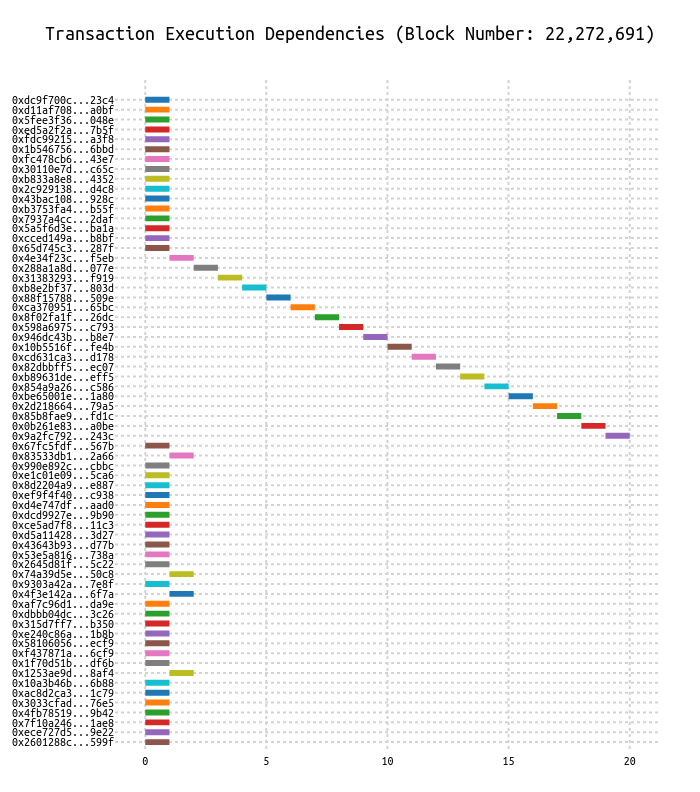 Transaction Execution Dependencies (Block Number: 22,272,691)
0xdc9f700c...23c4
0xd11af708...a0bf
0x5fee3f36...048e
0xed5a2f2a...7b5f
0xfdc99215...a3f8
0x1b546756...6bbd
0xfc478cb6...43e7
0x30110e7d...c65c
0xb833a8e8...4352
0x2c929138...d4c8
0x43bac108...928c
0xb3753fa4...b55f
0x7937a4cc...2daf
0x5a5f6d3e...ba1a
0xcced149a...b8bf
0x65d745c3...287f
0x4e34f23c...f5eb
0x288a1a8d...077e
0x31383293...f919
0xb8e2bf37...803d
0x88f15788...509e
0xca370951...65bc
0x8f02fa1f...26dc
0x598a6975...c793
0x946dc43b...b8e7
0x10b5516f...fe4b
0xcd631ca3...d178
0x82dbbff5...ec07
0xb89631de...eff5
0x854a9a26...c586
0xbe65001e...1a80
0x2d218664...79a5
0x85b8fae9...fd1c
0x0b261e83...a0be
0x9a2fc792...243c
0x67fc5fdf...567b
0x83533db1...2a66
0x990e892c...cbbc
0xe1c01e09...5ca6
0x8d2204a9...e887
0xef9f4f40...c938
0xd4e747df...aad0
0xdcd9927e...9b90
0xce5ad7f8...11c3
0xd5a11428...3d27
0x43643b93...d77b
0x53e5a816...738a
0x2645d81f...5c22
0x74a39d5e...50c8
0x9303a42a...7e8f
0x4f3e142a...6f7a
0xaf7c96d1...da9e
0xdbbb04dc...3c26
0x315d7ff7...b350
0xe240c86a...1b8b
0x58106056...ecf9
0xf437871a...6cf9
0x1f70d51b...df6b
0x1253ae9d...8af4
0x10a3b46b...6b88
0xac8d2ca3...1c79
0x3033cfad...76e5
0x4fb78519...9b42
0x7f10a246...1ae8
0xece727d5...9e22
0x2601288c...599f
0 5 10 15 20